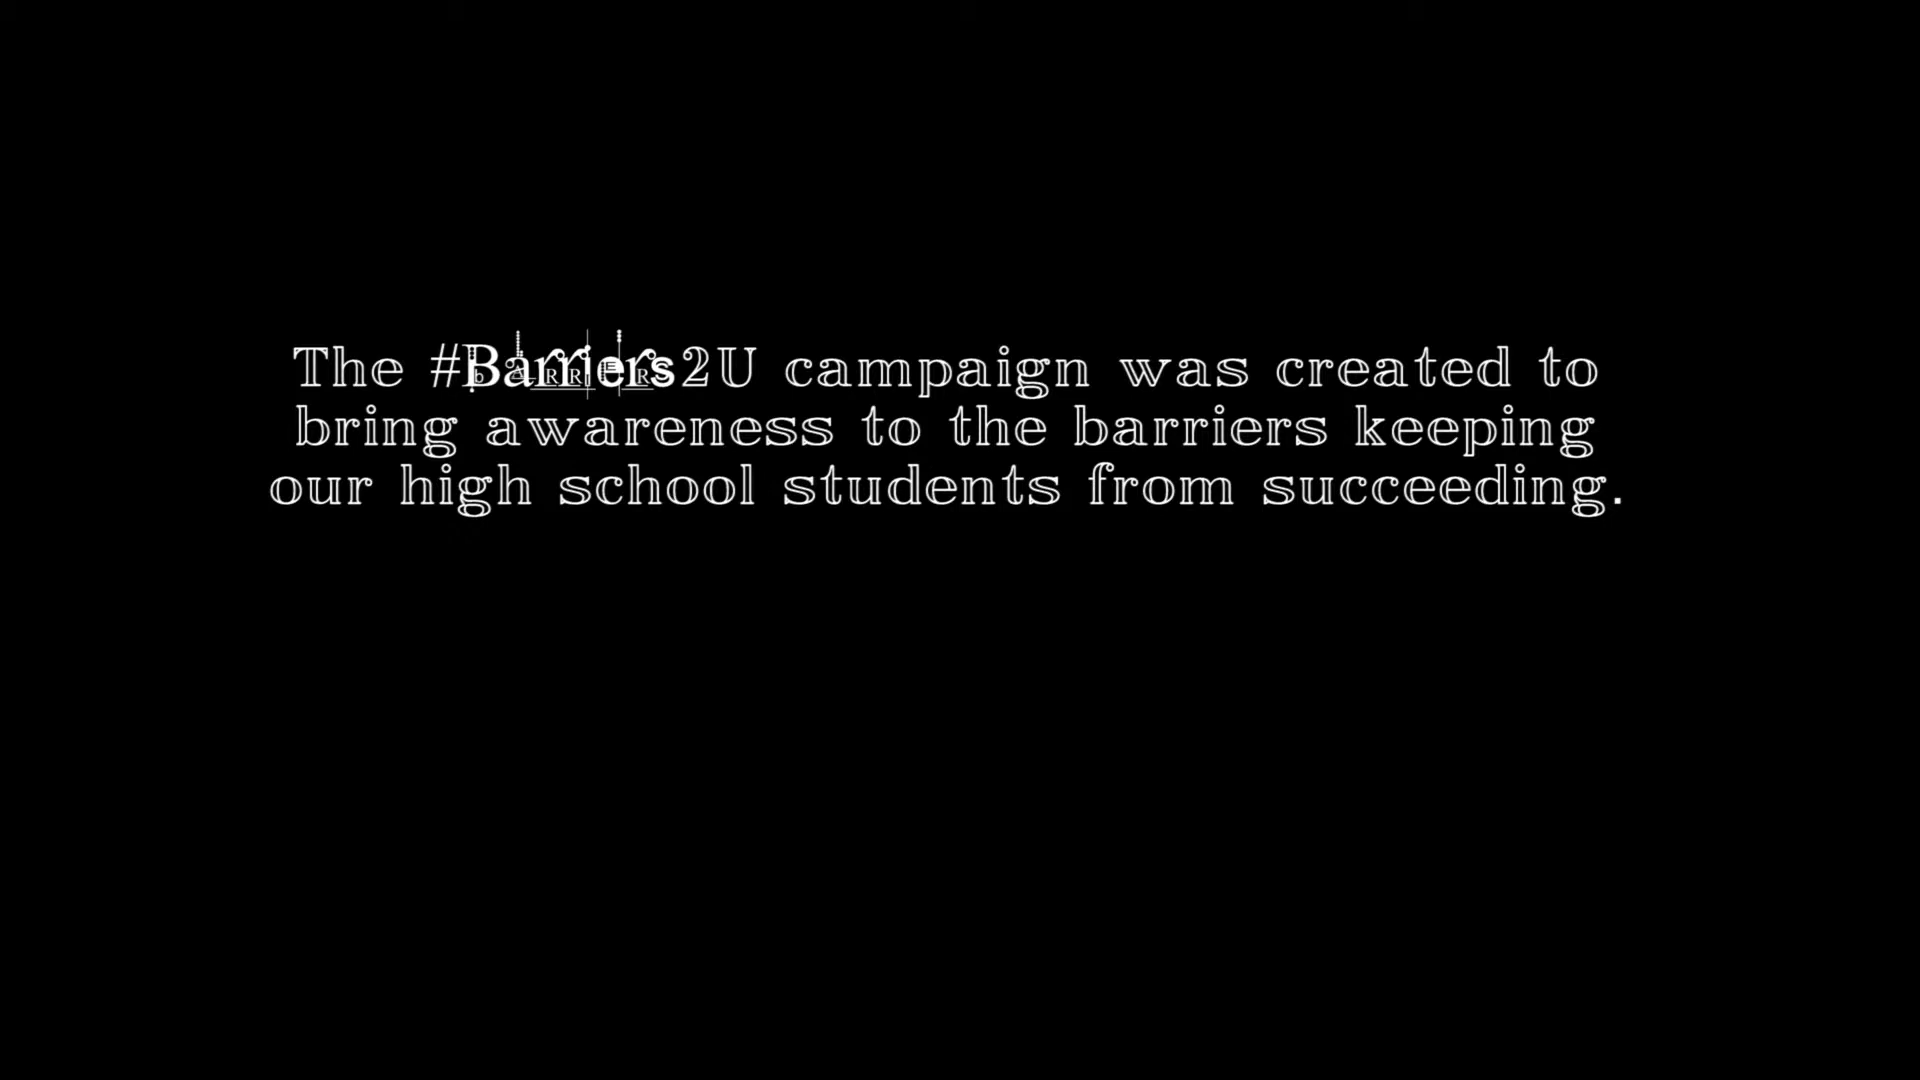 The #Barriers2U campaign was created to
bring awareness to the barriers keeping
our high school students from succeeding.